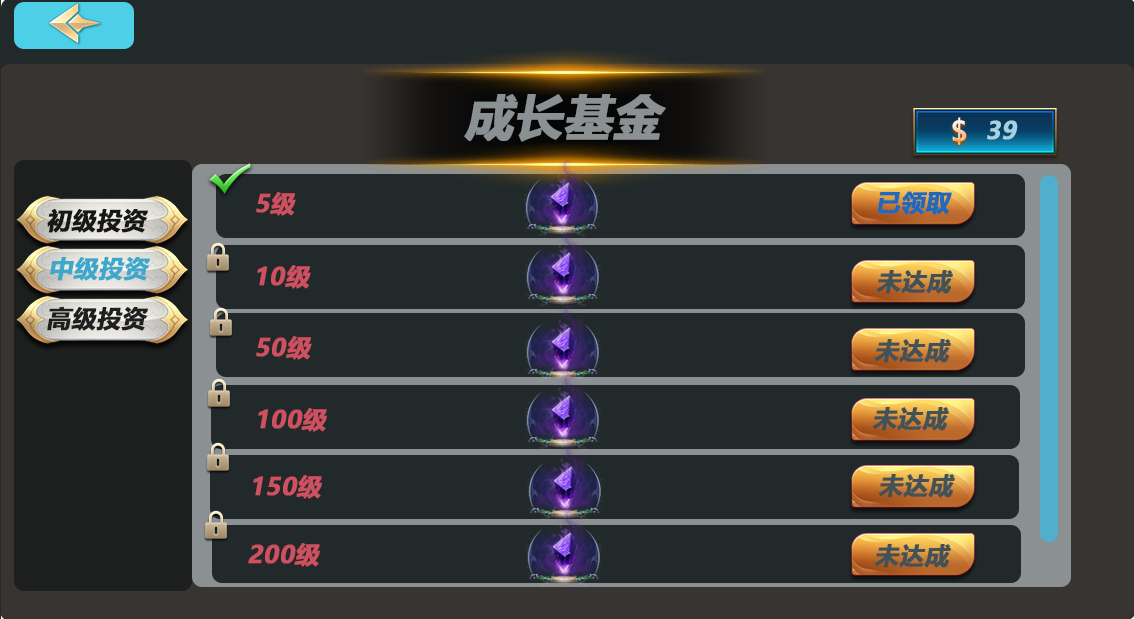 成长基金
$ 39
初级投资
中级投资
高级投资
5级 已领取
10级 未达成
50级 未达成
100级 未达成
150级 未达成
200级 未达成